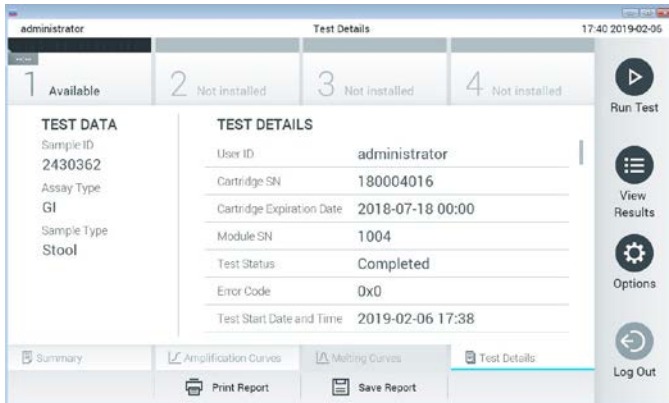 administrator Test Details 17:40 2019-02-06
1 Available 2 Not installed 3 Not installed 4 Not installed
Run Test
TEST DATA
Sample ID
2430362
Assay Type
GI
Sample Type
Stool
TEST DETAILS
User ID administrator
Cartridge SN 180004016
Cartridge Expiration Date 2018-07-18 00:00
Module SN 1004
Test Status Completed
Error Code 0x0
Test Start Date and Time 2019-02-06 17:38
View
Results
Options
Log Out
Summary Amplification Curves Melting Curves Test Details
Print Report Save Report